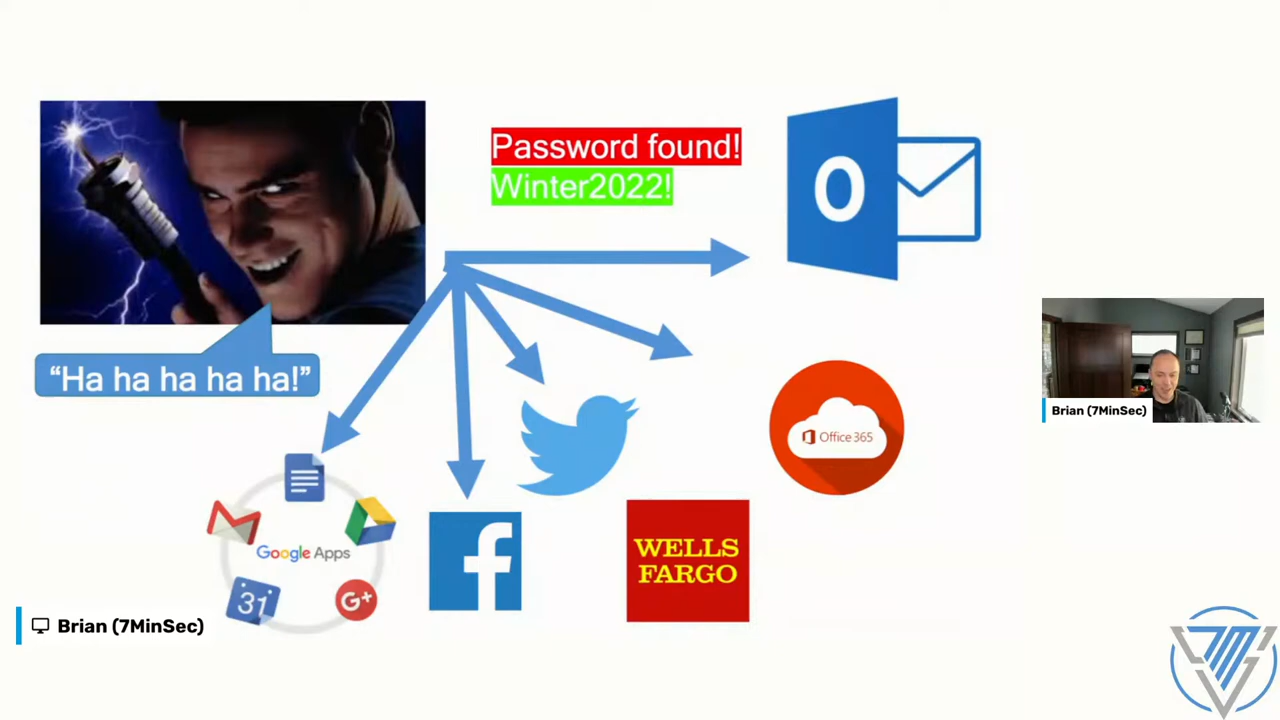 Password found!
Winter2022!
O
“Ha ha ha ha ha!”
Office 365
Brian (7MinSec)
Google Apps
31
G+
f
WELLS
FARGO
Brian (7MinSec)
7M